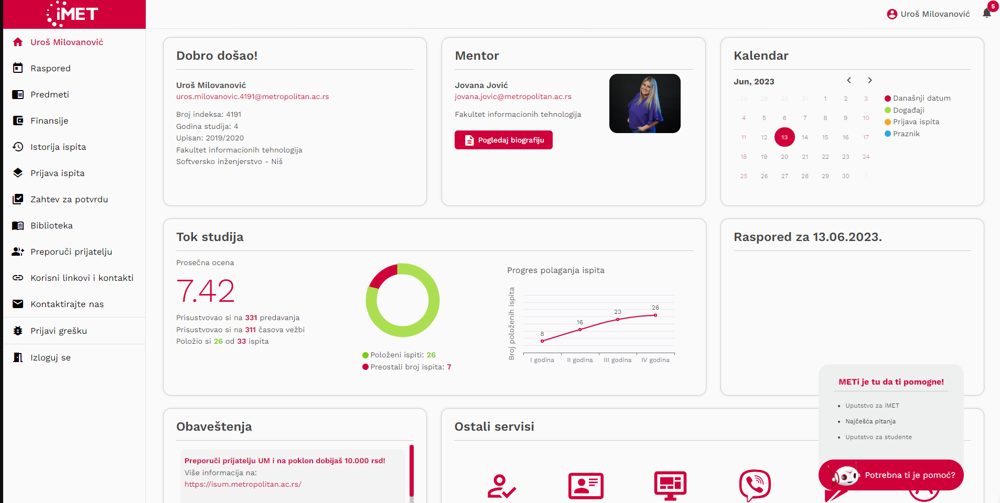 iMET
Uroš Milovanović
5
Uroš Milovanović
Raspored
Predmeti
Finansije
Istorija ispita
Prijava ispita
Zahtev za potvrdu
Biblioteka
Preporuči prijatelju
Korisni linkovi i kontakti
Kontaktirajte nas
Prijavi grešku
Izloguj se
Dobro došao!
Uroš Milovanović
uros.milovanovic.4191@metropolitan.ac.rs
Broj indeksa: 4191
Godina studija: 4
Upisan: 2019/2020
Fakultet informacionih tehnologija
Softversko inženjerstvo - Niš
Mentor
Jovana Jović
jovana.jovic@metropolitan.ac.rs
Fakultet informacionih tehnologija
Pogledaj biografiju
Kalendar
Jun, 2023
28 29 30 31 1 2 3
4 5 6 7 8 9 10
11 12 13 14 15 16 17
18 19 20 21 22 23 24
25 26 27 28 29 30 1
Današnji datum
Događaji
Prijava ispita
Praznik
Tok studija
Prosečna ocena
7.42
Prisustvovao si na 331 predavanja
Prisustvovao si na 311 časova vežbi
Položio si 26 od 33 ispita
Položeni ispiti: 26
Preostali broj ispita: 7
Progres polaganja ispita
Broj položenih ispita
8
16
23
26
I godina
II godina
III godina
IV godina
Raspored za 13.06.2023.
Obaveštenja
Preporuči prijatelju UM i na poklon dobijaš 10.000 rsd!
Više informacija na:
https://isum.metropolitan.ac.rs/
Ostali servisi
METi je tu da ti pomogne!
Uputstvo za iMET
Najčešća pitanja
Uputstvo za studente
Potrebna ti je pomoć?